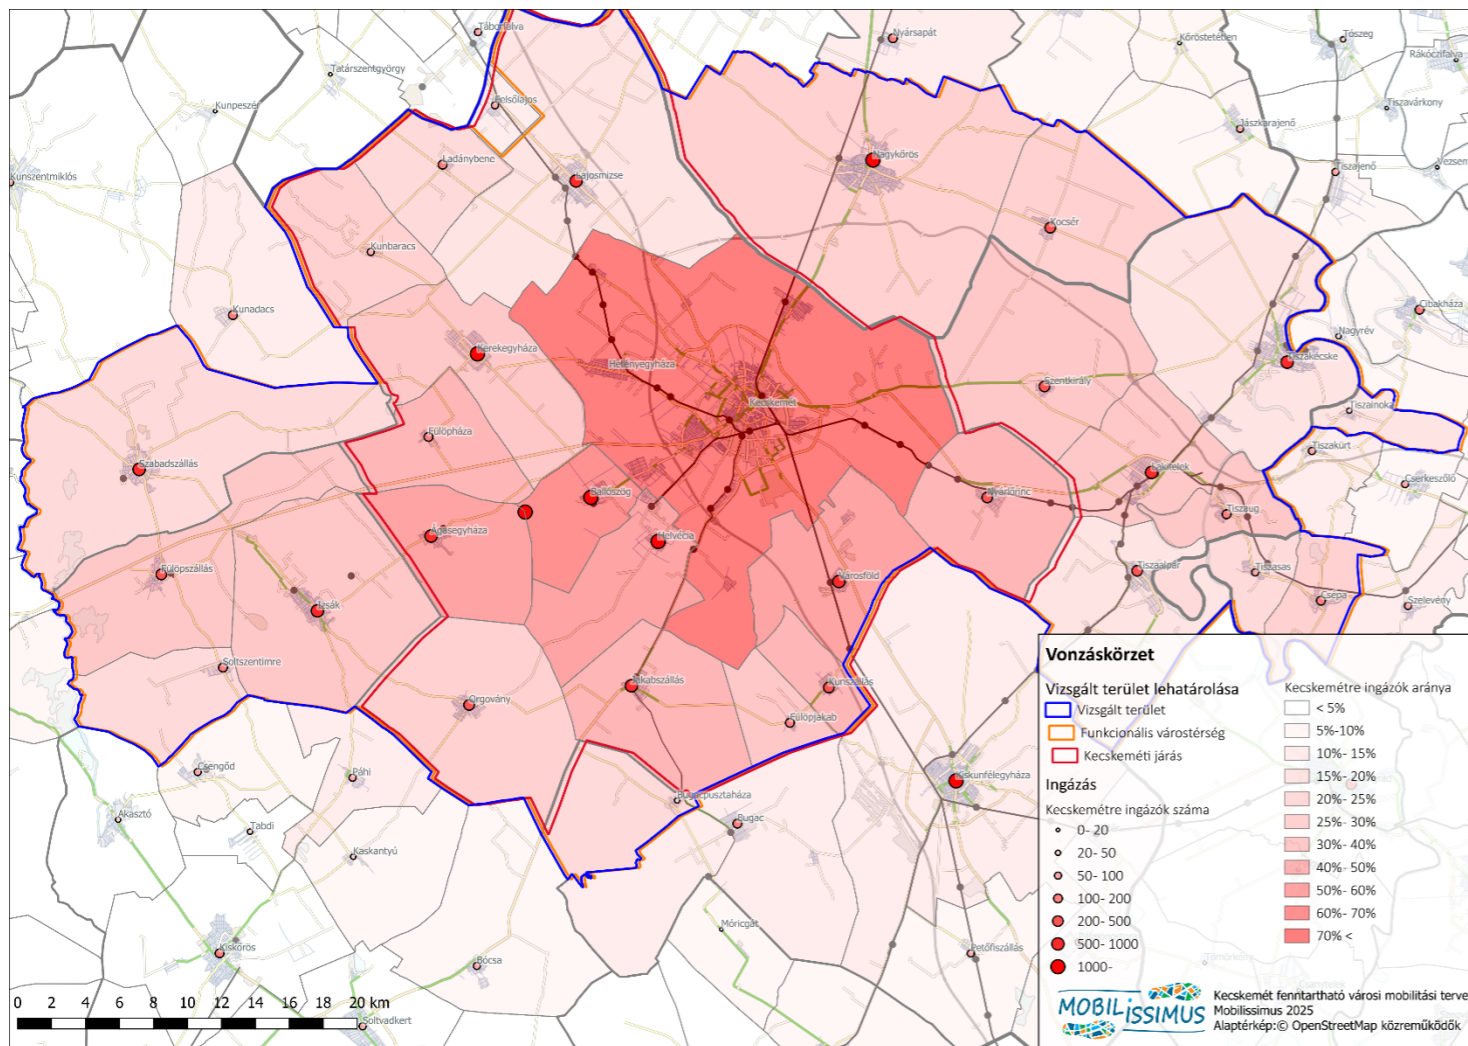 Táborfalva
Nyársapát
Kőröstetétlen
Tószeg
Rákóczifalva
Tatárszentgyörgy
Kunpeszér
Felsőlajos
Tiszavárkony
Jászkarajenő
Kunszentmiklós
Ladánybene
Lajosmizse
Nagykőrös
Tiszajenő
Vezseny
Kocsér
Kunbaracs
Kunadacs
Cibakháza
Nagyrév
Kerekegyháza
Hetényegyháza
Tiszakécske
Szentkirály
Kecskemét
Tiszainoka
Fülöpháza
Tiszakürt
Szabadszállás
Lakitelek
Cserkeszőlő
Ballószög
Nyárlőrinc
Tiszaug
Ágasegyháza
Helvécia
Fülöpszállás
Városföld
Tiszaalpár
Tiszasas
Izsák
Csépa
Szelevény
Soltszentimre
Jakabszállás
Kunszállás
Orgovány
Fülöpjakab
Csengőd
Páhi
Kiskunfélegyháza
Bugacpusztaháza
Akasztó
Tabdi
Bugac
Kaskantyú
Móricgát
Kiskőrös
Bócsa
Petőfiszállás
Tömörkény
Soltvadkert
0 2 4 6 8 10 12 14 16 18 20 km
Vonzáskörzet
Vizsgált terület lehatárolása
Vizsgált terület
Funkcionális várostérség
Kecskeméti járás
Ingázás
Kecskemétre ingázók száma
0- 20
20- 50
50- 100
100- 200
200- 500
500- 1000
1000-
Kecskemétre ingázók aránya
< 5%
5%-10%
10%- 15%
15%- 20%
20%- 25%
25%- 30%
30%- 40%
40%- 50%
50%- 60%
60%- 70%
70% <
MOBILISSIMUS
Kecskemét fenntartható városi mobilitási terve
Mobilissimus 2025
Alaptérkép:© OpenStreetMap közreműködők